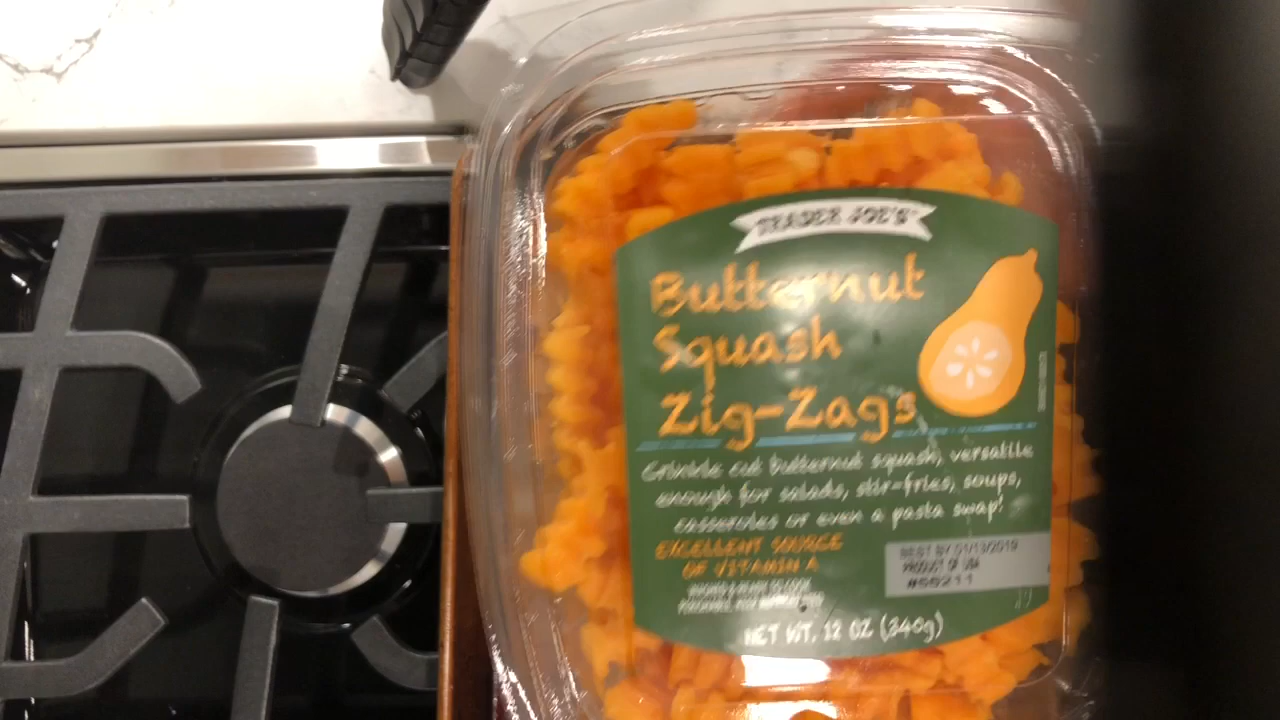 TRADER JOE'S
Butternut
Squash
Zig-Zags
Crinkle cut butternut squash, versatile
enough for salads, stir-fries, soups,
casseroles or even a pasta swap!
EXCELLENT SOURCE
OF VITAMIN A
BEST BY 01/13/2019
PRODUCT OF USA
NET WT. 12 OZ (340g)